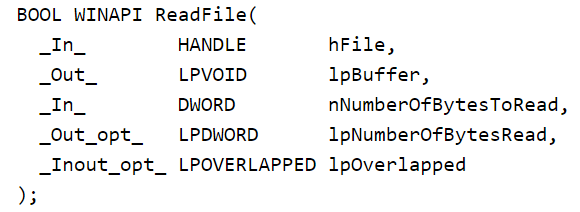 BOOL WINAPI ReadFile(
  _In_        HANDLE       hFile,
  _Out_       LPVOID       lpBuffer,
  _In_        DWORD        nNumberOfBytesToRead,
  _Out_opt_   LPDWORD      lpNumberOfBytesRead,
  _Inout_opt_ LPOVERLAPPED lpOverlapped
);